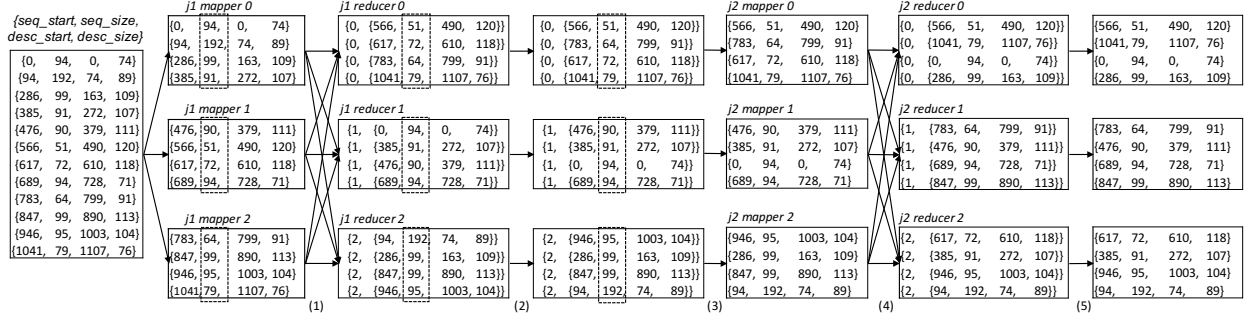 {seq_start, seq_size,
desc_start, desc_size}
{0, 94, 0, 74}
{94, 192, 74, 89}
{286, 99, 163, 109}
{385, 91, 272, 107}
{476, 90, 379, 111}
{566, 51, 490, 120}
{617, 72, 610, 118}
{689, 94, 728, 71}
{783, 64, 799, 91}
{847, 99, 890, 113}
{946, 95, 1003, 104}
{1041, 79, 1107, 76}
j1 mapper 0
{0, 94, 0, 74}
{94, 192, 74, 89}
{286, 99, 163, 109}
{385, 91, 272, 107}
j1 mapper 1
{476, 90, 379, 111}
{566, 51, 490, 120}
{617, 72, 610, 118}
{689, 94, 728, 71}
j1 mapper 2
{783, 64, 799, 91}
{847, 99, 890, 113}
{946, 95, 1003, 104}
{1041, 79, 1107, 76}
(1)
j1 reducer 0
{0, {566, 51, 490, 120}}
{0, {617, 72, 610, 118}}
{0, {783, 64, 799, 91}}
{0, {1041, 79, 1107, 76}}
j1 reducer 1
{1, {0, 94, 0, 74}}
{1, {385, 91, 272, 107}}
{1, {476, 90, 379, 111}}
{1, {689, 94, 728, 71}}
j1 reducer 2
{2, {94, 192, 74, 89}}
{2, {286, 99, 163, 109}}
{2, {847, 99, 890, 113}}
{2, {946, 95, 1003, 104}}
(2)
{0, {566, 51, 490, 120}}
{0, {783, 64, 799, 91}}
{0, {617, 72, 610, 118}}
{0, {1041, 79, 1107, 76}}
{1, {476, 90, 379, 111}}
{1, {385, 91, 272, 107}}
{1, {0, 94, 0, 74}}
{1, {689, 94, 728, 71}}
{2, {946, 95, 1003, 104}}
{2, {286, 99, 163, 109}}
{2, {847, 99, 890, 113}}
{2, {94, 192, 74, 89}}
(3)
j2 mapper 0
{566, 51, 490, 120}
{783, 64, 799, 91}
{617, 72, 610, 118}
{1041, 79, 1107, 76}
j2 mapper 1
{476, 90, 379, 111}
{385, 91, 272, 107}
{0, 94, 0, 74}
{689, 94, 728, 71}
j2 mapper 2
{946, 95, 1003, 104}
{286, 99, 163, 109}
{847, 99, 890, 113}
{94, 192, 74, 89}
(4)
j2 reducer 0
{0, {566, 51, 490, 120}}
{0, {1041, 79, 1107, 76}}
{0, {0, 94, 0, 74}}
{0, {286, 99, 163, 109}}
j2 reducer 1
{1, {783, 64, 799, 91}}
{1, {476, 90, 379, 111}}
{1, {689, 94, 728, 71}}
{1, {847, 99, 890, 113}}
j2 reducer 2
{2, {617, 72, 610, 118}}
{2, {385, 91, 272, 107}}
{2, {946, 95, 1003, 104}}
{2, {94, 192, 74, 89}}
(5)
{566, 51, 490, 120}
{1041, 79, 1107, 76}
{0, 94, 0, 74}
{286, 99, 163, 109}
{783, 64, 799, 91}
{476, 90, 379, 111}
{689, 94, 728, 71}
{847, 99, 890, 113}
{617, 72, 610, 118}
{385, 91, 272, 107}
{946, 95, 1003, 104}
{94, 192, 74, 89}